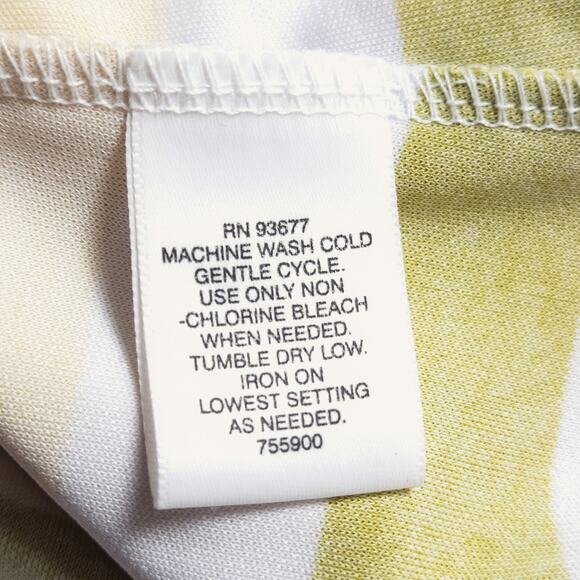 RN 93677
MACHINE WASH COLD
GENTLE CYCLE.
USE ONLY NON
-CHLORINE BLEACH
WHEN NEEDED.
TUMBLE DRY LOW.
IRON ON
LOWEST SETTING
AS NEEDED.
755900